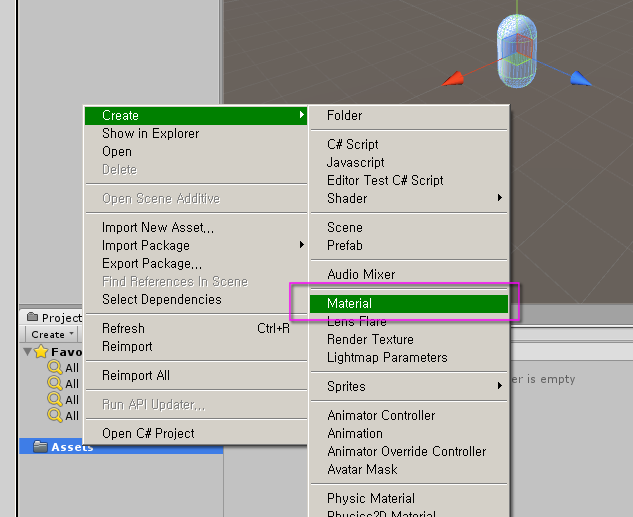 Create
Show in Explorer
Open
Delete
Open Scene Additive
Import New Asset...
Import Package
Export Package...
Find References In Scene
Select Dependencies
Refresh Ctrl+R
Reimport
Reimport All
Run API Updater...
Open C# Project
Folder
C# Script
Javascript
Editor Test C# Script
Shader
Scene
Prefab
Audio Mixer
Material
Lens Flare
Render Texture
Lightmap Parameters
Sprites
Animator Controller
Animation
Animator Override Controller
Avatar Mask
Physic Material
Physics2D Material
Project
Create
Favo
All
All
All
All
Assets
er is empty